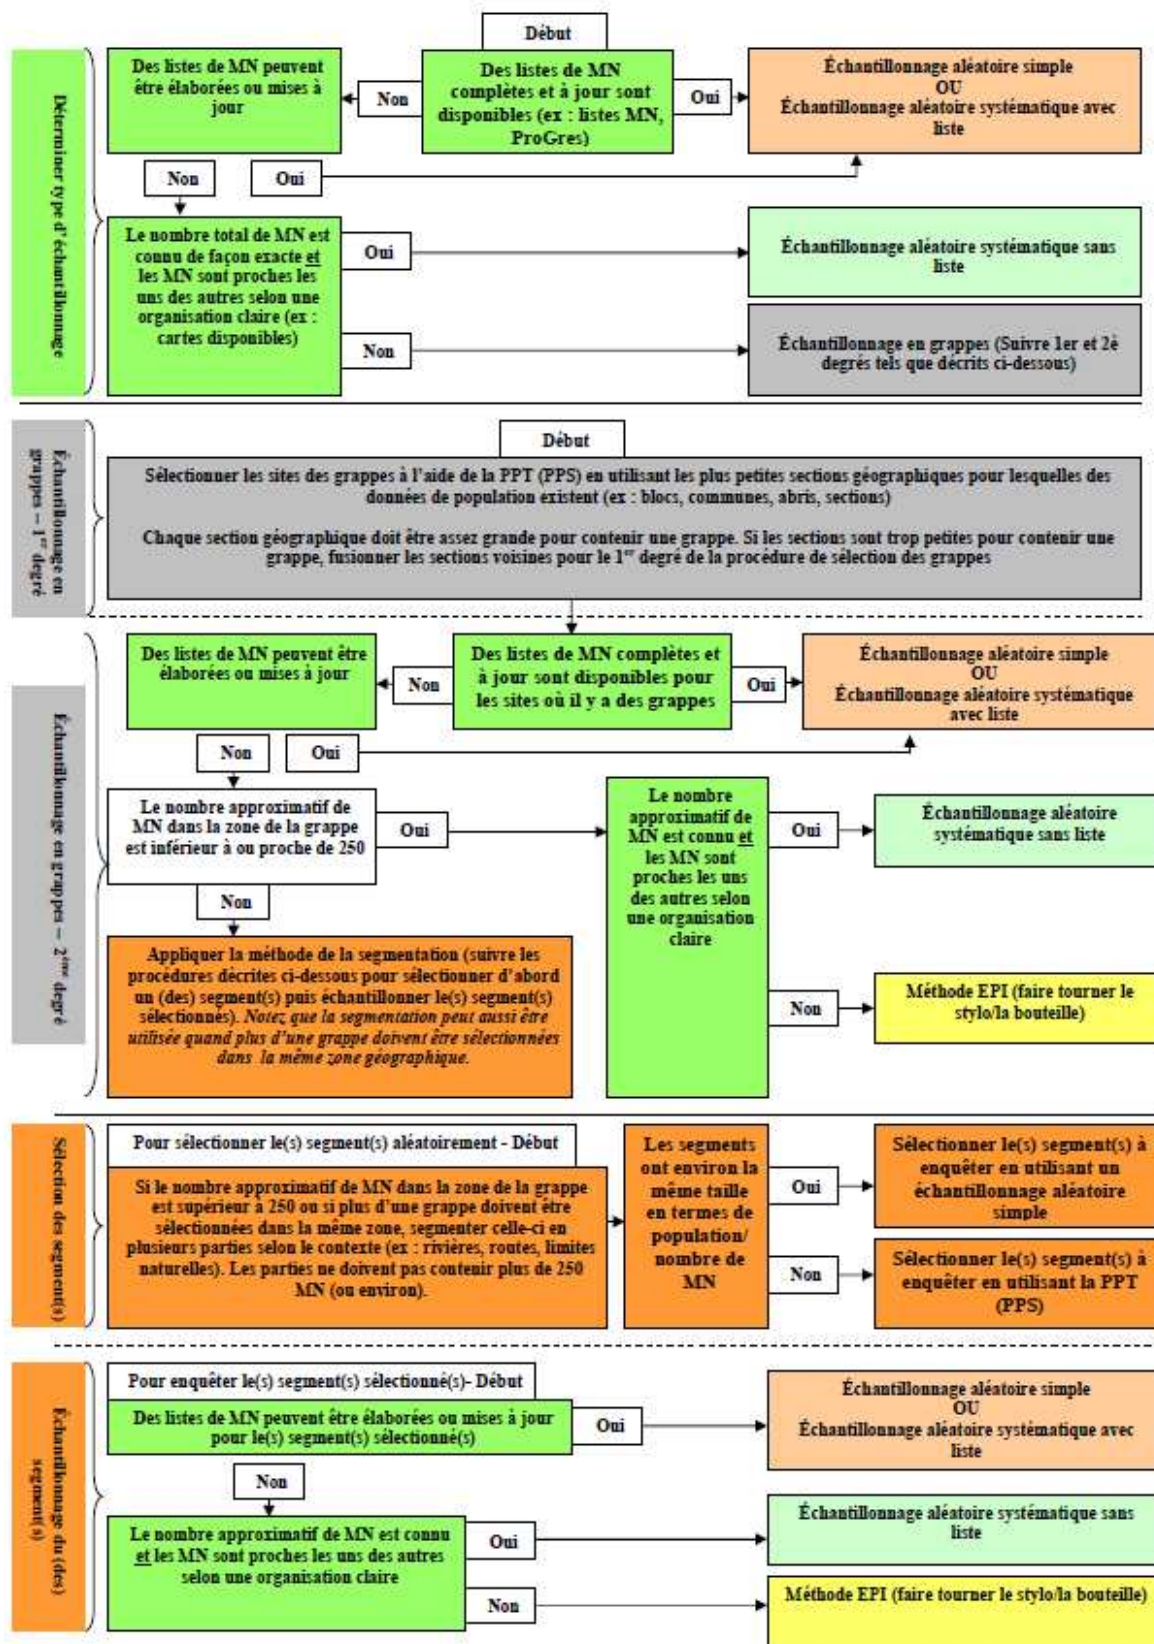 Début
Des listes de MN
complètes et à jour sont
disponibles (ex : listes MN,
ProGres)
Non
Oui
Des listes de MN peuvent
être élaborées ou mises à
jour
Échantillonnage aléatoire simple
OU
Échantillonnage aléatoire systématique avec
liste
Déterminer type d'échantillonnage
Non
Oui
Le nombre total de MN est
connu de façon exacte et
les MN sont proches les
uns des autres selon une
organisation claire (ex :
cartes disponibles)
Oui
Échantillonnage aléatoire systématique sans
liste
Non
Échantillonnage en grappes (Suivre 1er et 2è
degrés tels que décrits ci-dessous)
Échantillonnage en
grappes – 1er degré
Début
Sélectionner les sites des grappes à l'aide de la PPT (PPS) en utilisant les plus petites sections géographiques pour lesquelles des
données de population existent (ex : blocs, communes, abris, sections)
Chaque section géographique doit être assez grande pour contenir une grappe. Si les sections sont trop petites pour contenir une
grappe, fusionner les sections voisines pour le 1er degré de la procédure de sélection des grappes
Échantillonnage en grappes – 2ème degré
Des listes de MN peuvent être
élaborées ou mises à jour
Non
Des listes de MN complètes et
à jour sont disponibles pour
les sites où il y a des grappes
Oui
Échantillonnage aléatoire simple
OU
Échantillonnage aléatoire systématique
avec liste
Non
Oui
Le nombre approximatif de
MN dans la zone de la grappe
est inférieur à ou proche de 250
Oui
Le nombre
approximatif de
MN est connu et
les MN sont
proches les uns
des autres selon
une organisation
claire
Oui
Échantillonnage aléatoire
systématique sans liste
Non
Méthode EPI (faire tourner le
stylo/la bouteille)
Non
Appliquer la méthode de la segmentation (suivre les
procédures décrites ci-dessous pour sélectionner d'abord
un (des) segment(s) puis échantillonner le(s) segment(s)
sélectionnés). Notez que la segmentation peut aussi être
utilisée quand plus d'une grappe doivent être sélectionnées
dans la même zone géographique.
Sélection des segment(s)
Pour sélectionner le(s) segment(s) aléatoirement - Début
Si le nombre approximatif de MN dans la zone de la grappe
est supérieur à 250 ou si plus d'une grappe doivent être
sélectionnées dans la même zone, segmenter celle-ci en
plusieurs parties selon le contexte (ex : rivières, routes, limites
naturelles). Les parties ne doivent pas contenir plus de 250
MN (ou environ).
Les segments
ont environ la
même taille
en termes de
population/
nombre de
MN
Oui
Sélectionner le(s) segment(s) à
enquêter en utilisant un
échantillonnage aléatoire
simple
Non
Sélectionner le(s) segment(s) à
enquêter en utilisant la PPT
(PPS)
Échantillonnage du (des)
segment(s)
Pour enquêter le(s) segment(s) sélectionné(s)- Début
Des listes de MN peuvent être élaborées ou mises à jour
pour le(s) segment(s) sélectionné(s)
Oui
Échantillonnage aléatoire simple
OU
Échantillonnage aléatoire systématique avec
liste
Non
Le nombre approximatif de MN est connu
et les MN sont proches les uns des autres
selon une organisation claire
Oui
Échantillonnage aléatoire systématique sans
liste
Non
Méthode EPI (faire tourner le stylo/la bouteille)